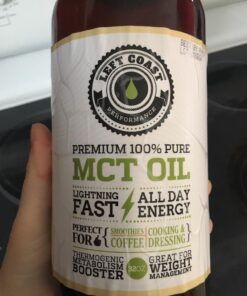 LEFT COAST
PERFORMANCE
PREMIUM 100% PURE
MCT OIL
LIGHTNING
FAST
ALL DAY
ENERGY
PERFECT
FOR
SMOOTHIES
COFFEE
COOKING &
DRESSING
THERMOGENIC
METABOLISM
BOOSTER
32OZ
GREAT FOR
WEIGHT
MANAGEMENT